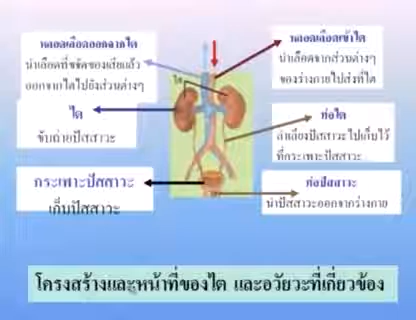 หลอดเลือดออกจากไต
นำเลือดที่ขจัดของเสียแล้ว
ออกจากไตไปยังส่วนต่างๆ
หลอดเลือดเข้าไต
นำเลือดจากส่วนต่างๆ
ของร่างกายไปส่งที่ไต
ไต
ไต
ขับถ่ายปัสสาวะ
ท่อไต
ลำเลียงปัสสาวะไปเก็บไว้
ที่กระเพาะปัสสาวะ
กระเพาะปัสสาวะ
เก็บปัสสาวะ
ท่อปัสสาวะ
นำปัสสาวะออกจากร่างกาย
โครงสร้างและหน้าที่ของไต และอวัยวะที่เกี่ยวข้อง